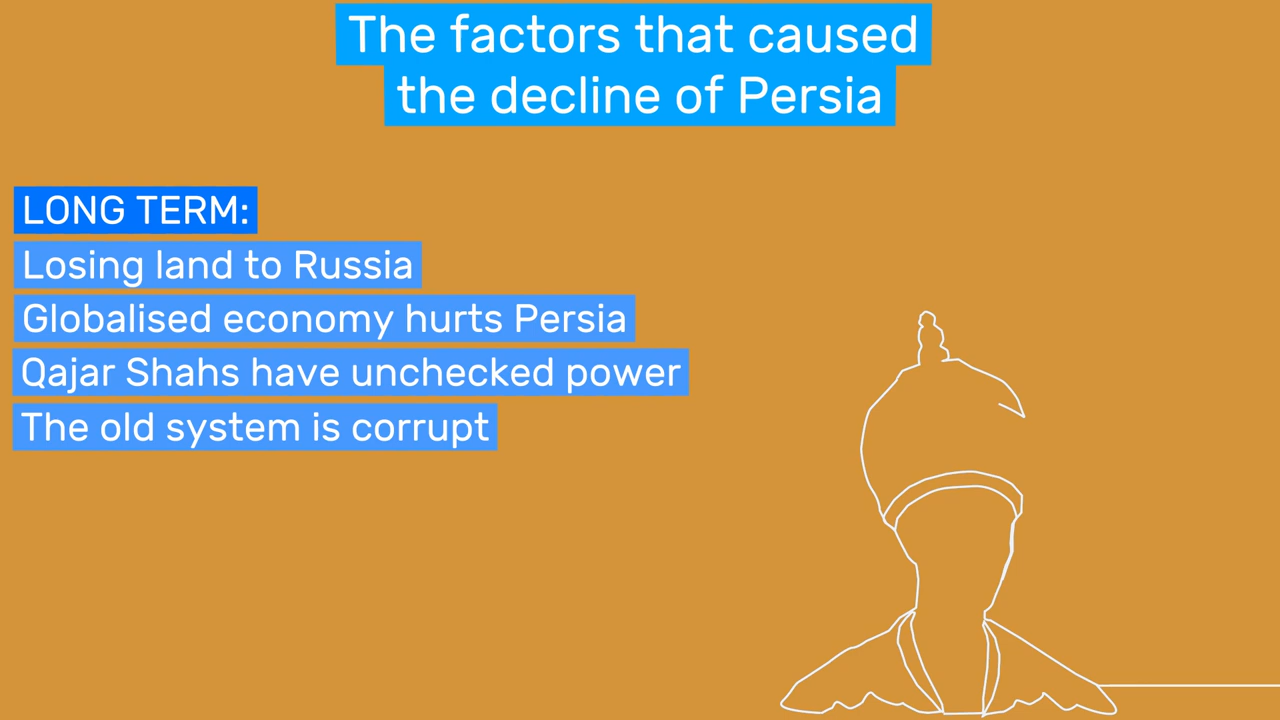 The factors that caused
the decline of Persia
LONG TERM:
Losing land to Russia
Globalised economy hurts Persia
Qajar Shahs have unchecked power
The old system is corrupt